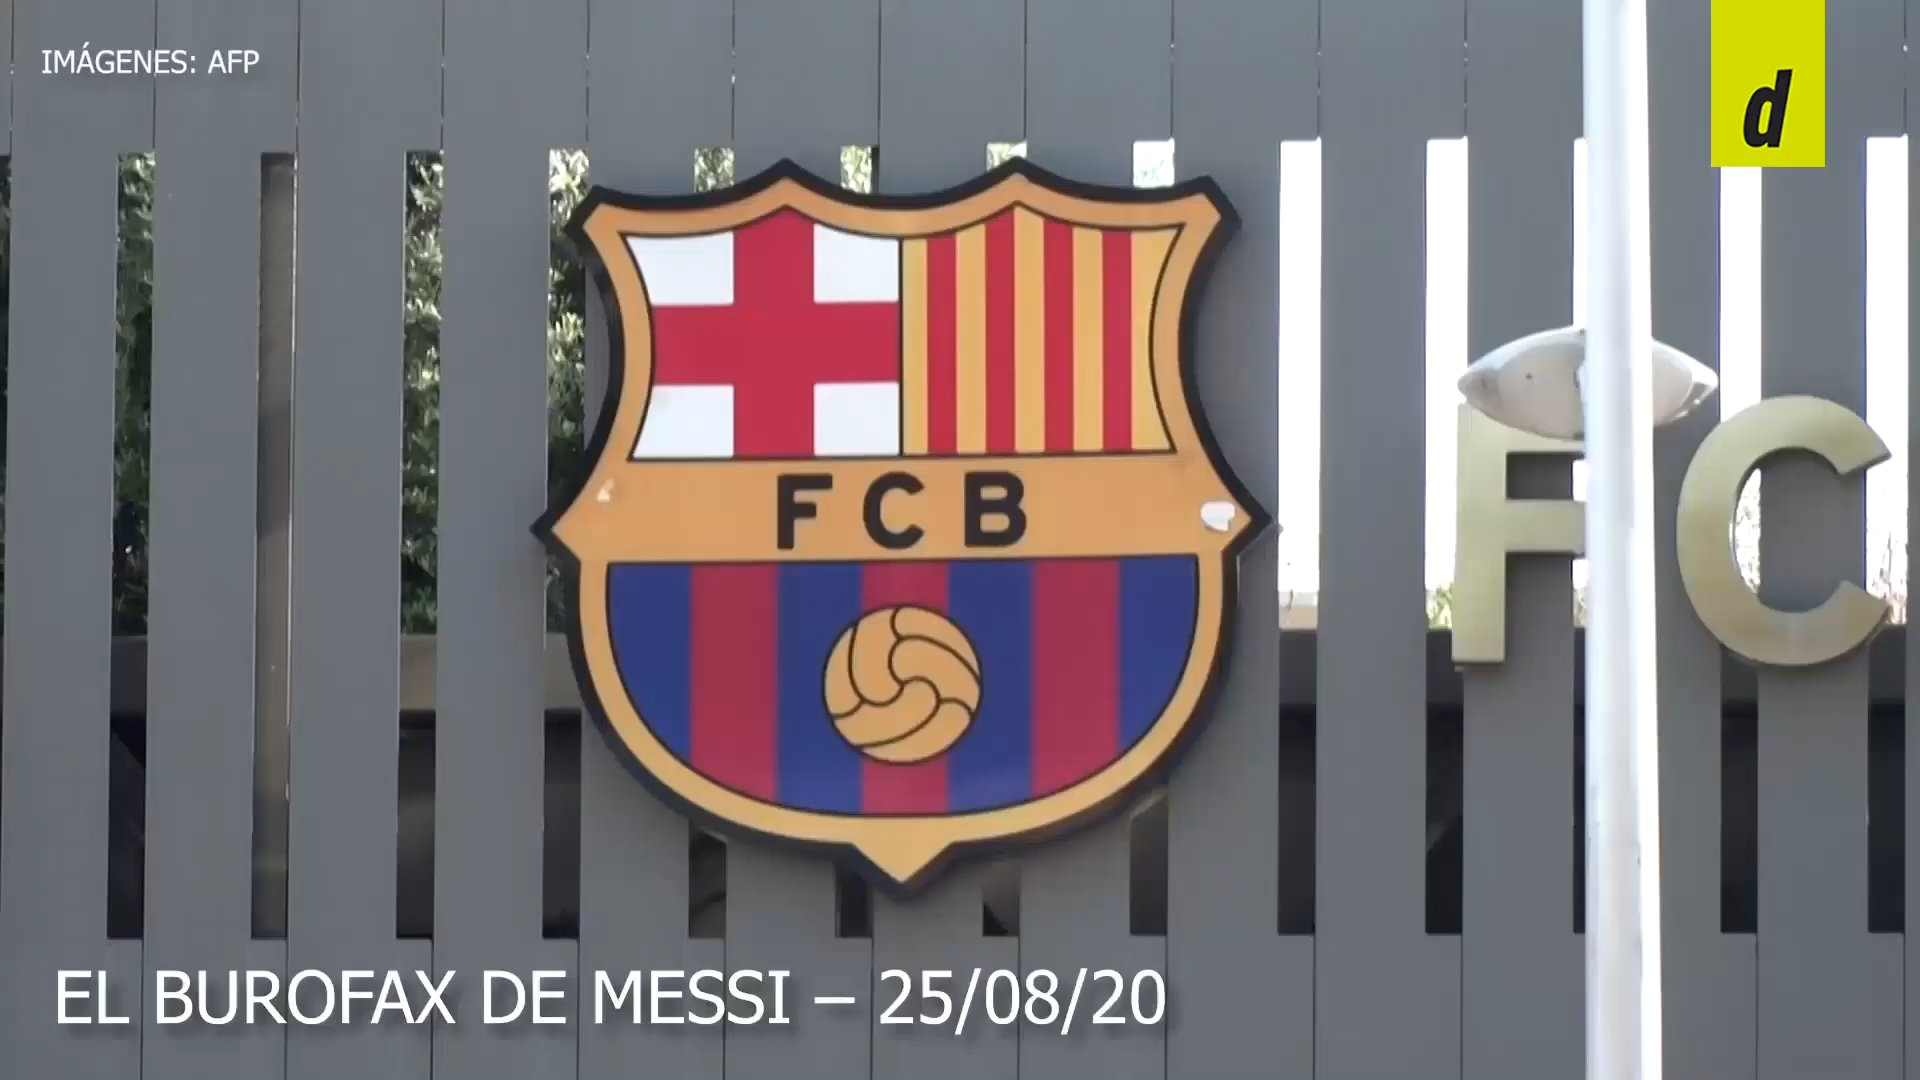 IMÁGENES: AFP
d
FCB
FC
EL BUROFAX DE MESSI – 25/08/20